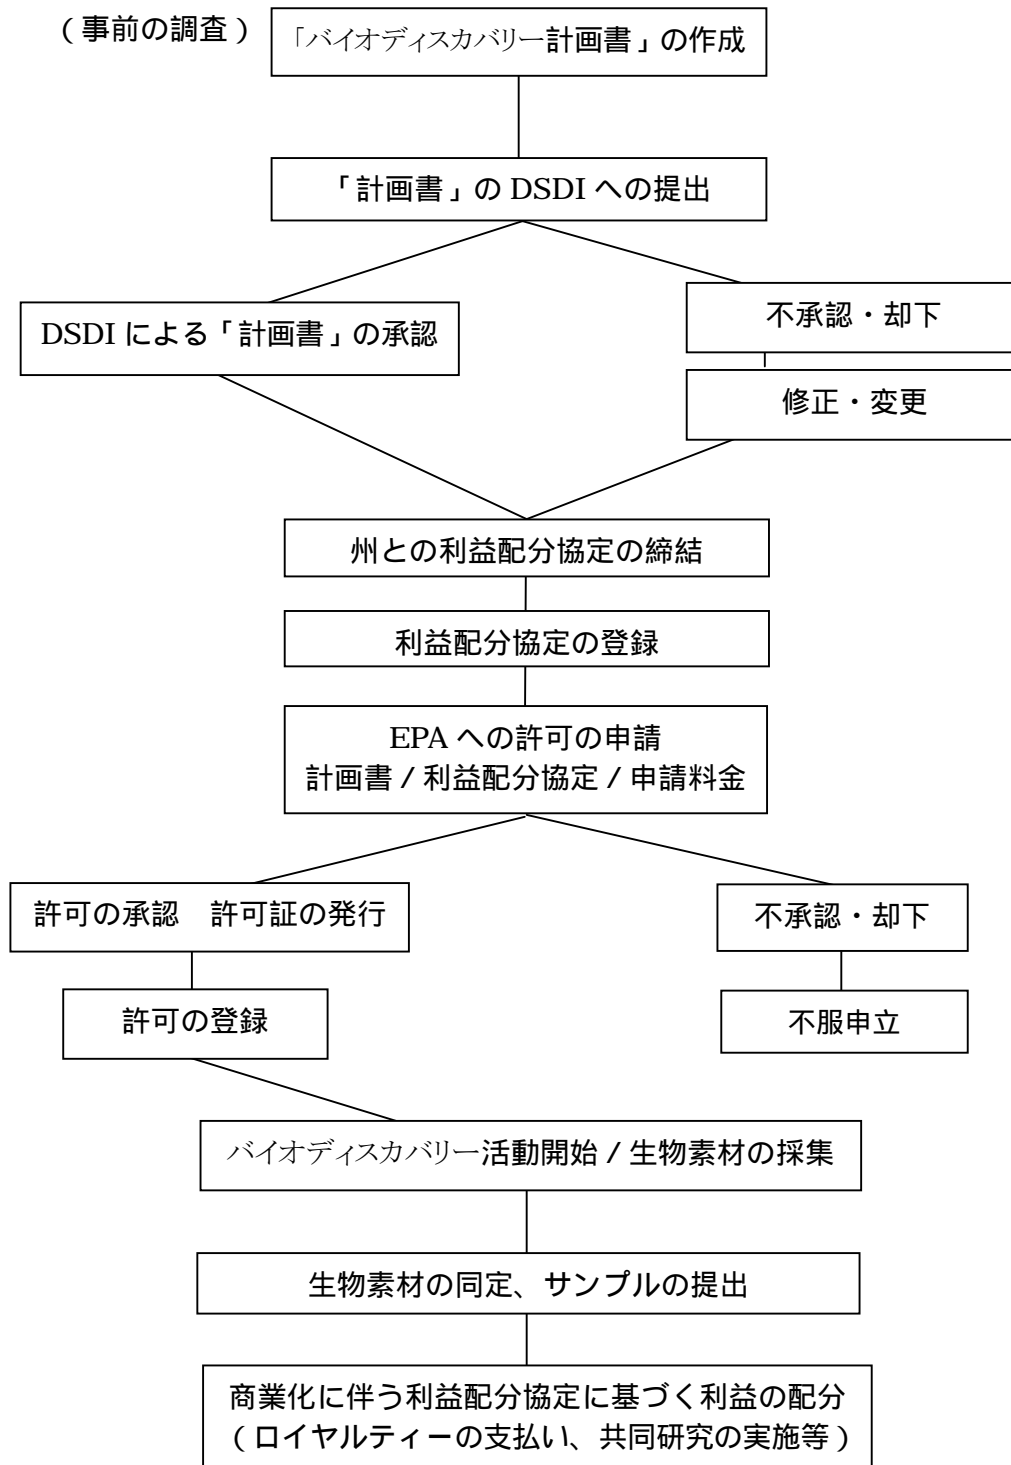 （事前の調査）
「バイオディスカバリー計画書」の作成
「計画書」の DSDI への提出
DSDI による「計画書」の承認
不承認・却下
修正・変更
州との利益配分協定の締結
利益配分協定の登録
EPA への許可の申請
計画書／利益配分協定／申請料金
許可の承認　許可証の発行
不承認・却下
許可の登録
不服申立
バイオディスカバリー活動開始／生物素材の採集
生物素材の同定、サンプルの提出
商業化に伴う利益配分協定に基づく利益の配分
（ロイヤルティーの支払い、共同研究の実施等）